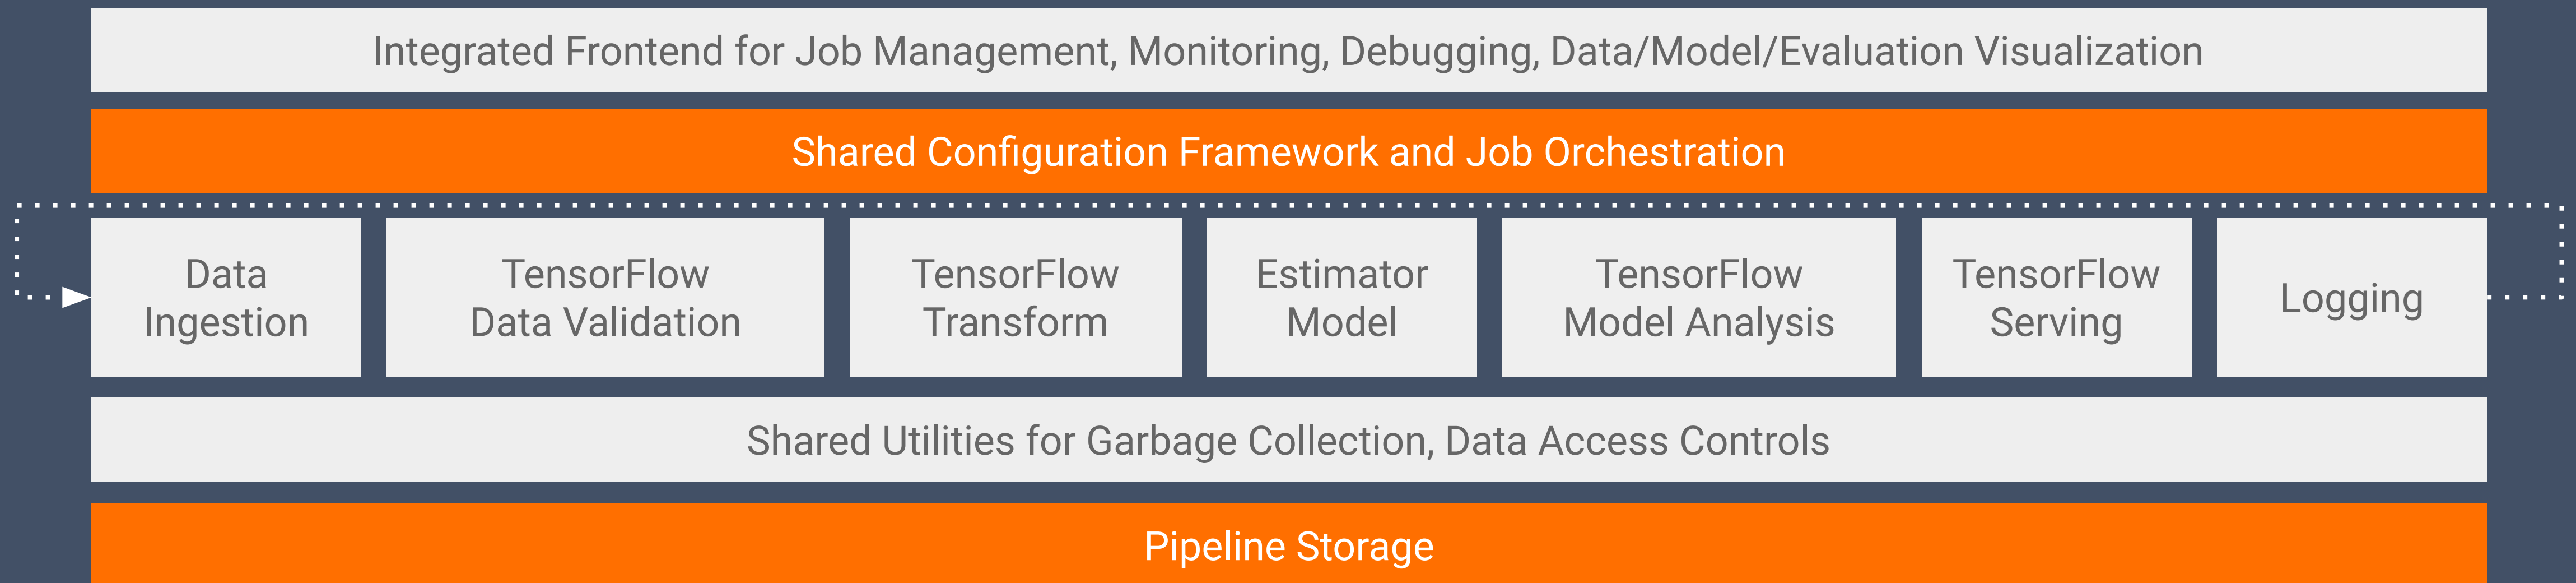 Integrated Frontend for Job Management, Monitoring, Debugging, Data/Model/Evaluation Visualization
Shared Configuration Framework and Job Orchestration
Data
Ingestion
TensorFlow
Data Validation
TensorFlow
Transform
Estimator
Model
TensorFlow
Model Analysis
TensorFlow
Serving
Logging
Shared Utilities for Garbage Collection, Data Access Controls
Pipeline Storage